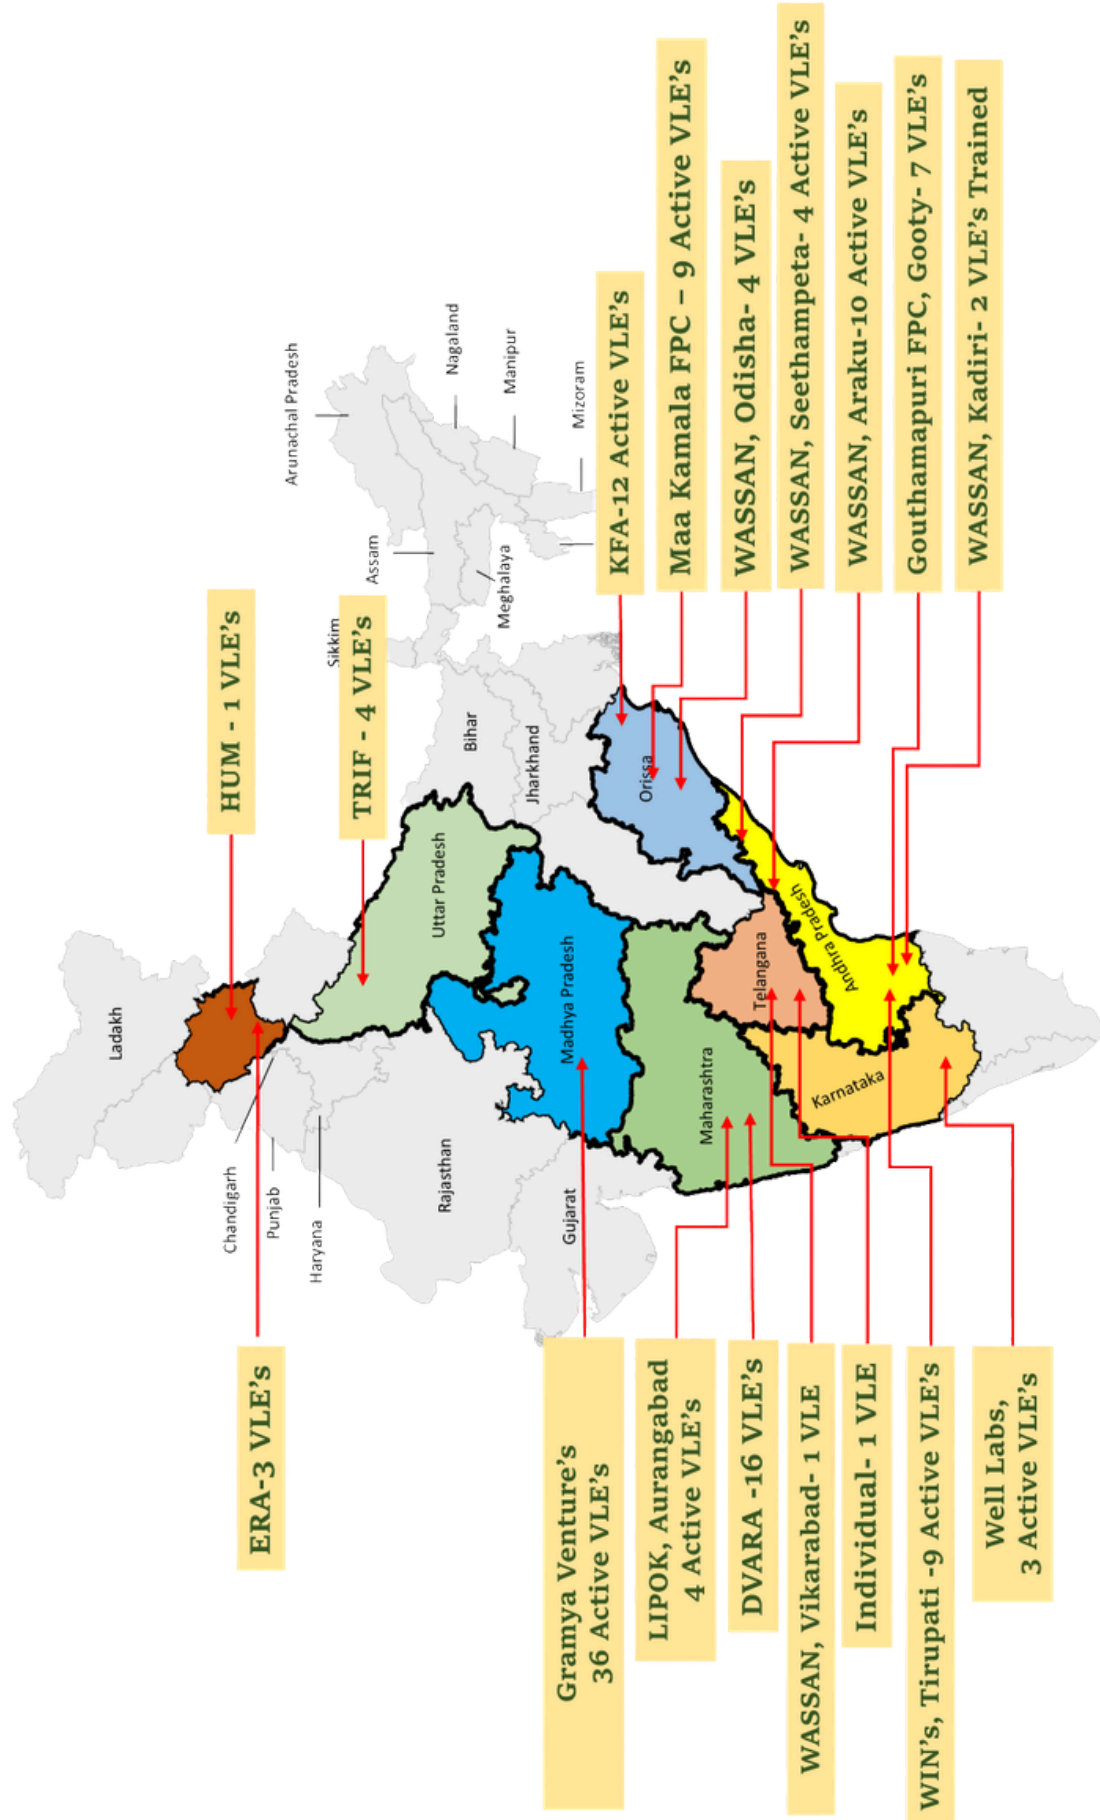 HUM - 1 VLE's
TRIF - 4 VLE's
ERA-3 VLE's
Ladakh
Chandigarh
Punjab
Haryana
Rajasthan
Gujarat
Uttar Pradesh
Madhya Pradesh
Maharashtra
Telangana
Andhra Pradesh
Karnataka
Orissa
Bihar
Jharkhand
Sikkim
Assam
Arunachal Pradesh
Nagaland
Manipur
Mizoram
Meghalaya
Gramya Venture's
36 Active VLE's
LIPOK, Aurangabad
4 Active VLE's
DVARA -16 VLE's
WASSAN, Vikarabad- 1 VLE
Individual- 1 VLE
WIN's, Tirupati -9 Active VLE's
Well Labs,
3 Active VLE's
KFA-12 Active VLE's
Maa Kamala FPC – 9 Active VLE's
WASSAN, Odisha- 4 VLE's
WASSAN, Seethampeta- 4 Active VLE's
WASSAN, Araku-10 Active VLE's
Gouthamapuri FPC, Gooty- 7 VLE's
WASSAN, Kadiri- 2 VLE's Trained